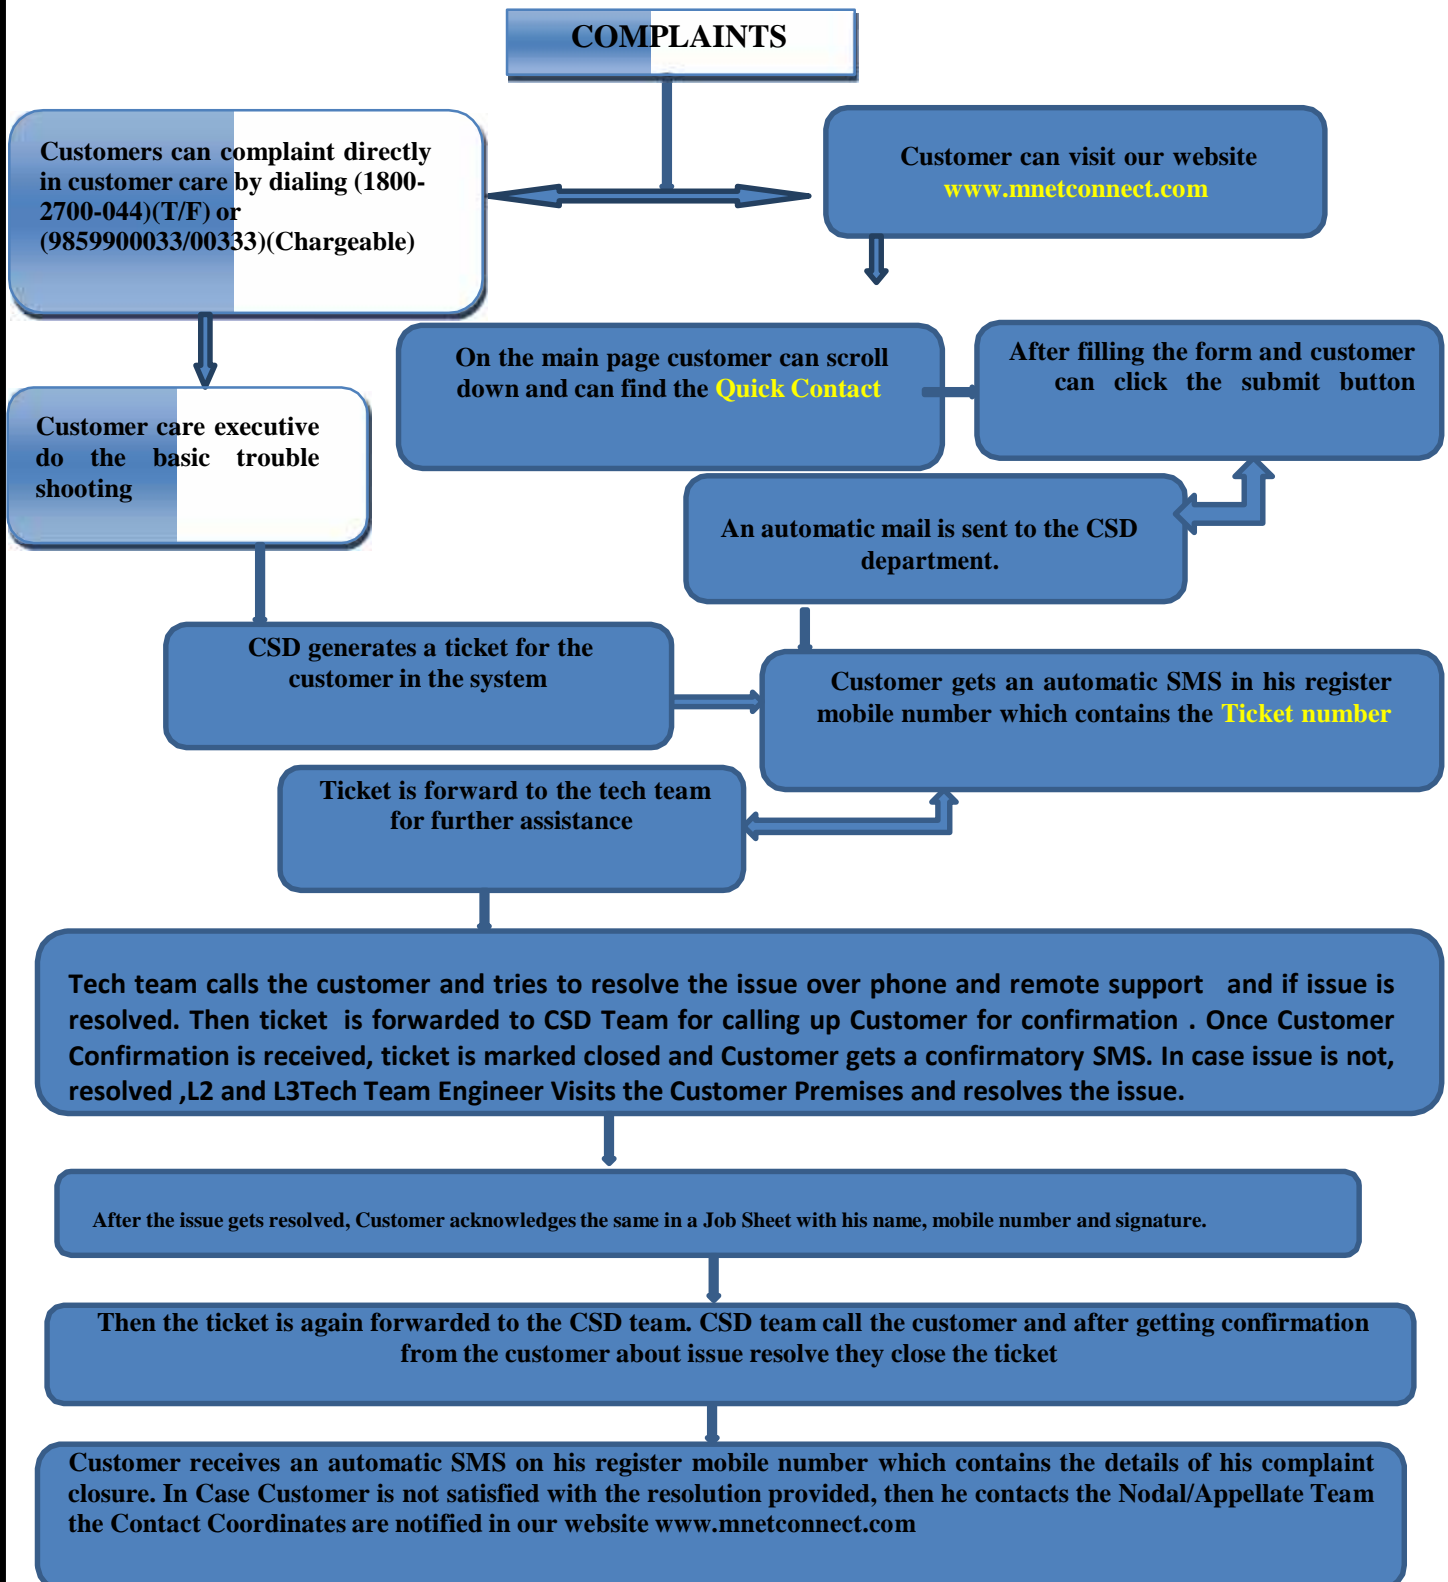 COMPLAINTS
Customers can complaint directly
in customer care by dialing (1800-
2700-044)(T/F) or
(9859900033/00333)(Chargeable)
Customer can visit our website
www.mnetconnect.com
On the main page customer can scroll
down and can find the Quick Contact
After filling the form and customer
can click the submit button
Customer care executive
do the basic trouble
shooting
An automatic mail is sent to the CSD
department.
CSD generates a ticket for the
customer in the system
Customer gets an automatic SMS in his register
mobile number which contains the Ticket number
Ticket is forward to the tech team
for further assistance
Tech team calls the customer and tries to resolve the issue over phone and remote support and if issue is
resolved. Then ticket is forwarded to CSD Team for calling up Customer for confirmation . Once Customer
Confirmation is received, ticket is marked closed and Customer gets a confirmatory SMS. In case issue is not,
resolved ,L2 and L3Tech Team Engineer Visits the Customer Premises and resolves the issue.
After the issue gets resolved, Customer acknowledges the same in a Job Sheet with his name, mobile number and signature.
Then the ticket is again forwarded to the CSD team. CSD team call the customer and after getting confirmation
from the customer about issue resolve they close the ticket
Customer receives an automatic SMS on his register mobile number which contains the details of his complaint
closure. In Case Customer is not satisfied with the resolution provided, then he contacts the Nodal/Appellate Team
the Contact Coordinates are notified in our website www.mnetconnect.com